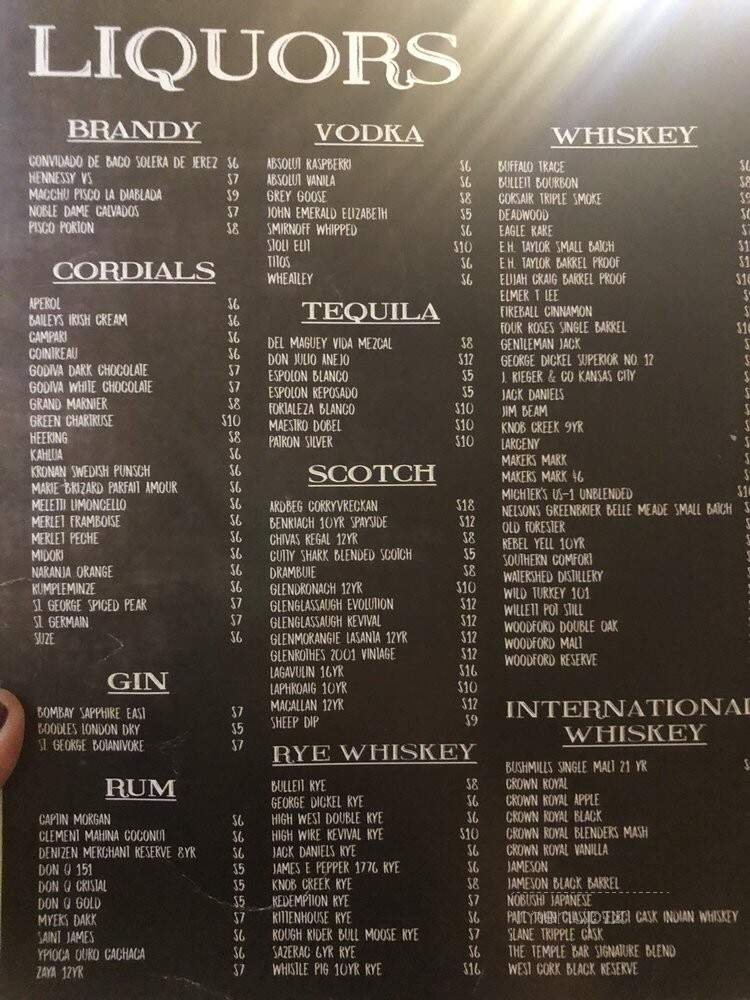 LIQUORS
BRANDY
CONVIDADO DE BACO SOLERA DE JEREZ $6
HENNESSY VS $7
MACCHU PISCO LA DIABLADA $9
NOBLE DAME CALVADOS $7
PISCO PORTON $8
CORDIALS
APEROL $6
BAILEYS IRISH CREAM $6
CAMPARI $6
COINTREAU $6
GODIVA DARK CHOCOLATE $7
GODIVA WHITE CHOCOLATE $7
GRAND MARNIER $8
GREEN CHARTRUSE $10
HEERING $8
KAHLUA $6
KRONAN SWEDISH PUNSCH $6
MARIE BRIZARD PARFAIT AMOUR $6
MELETTI LIMONCELLO $6
MERLET FRAMBOISE $6
MERLET PECHE $6
MIDORI $6
NARANJA ORANGE $6
RUMPLEMINZE $6
ST. GEORGE SPICED PEAR $7
ST GERMAIN $7
SUZE $6
GIN
BOMBAY SAPPHIRE EAST $7
BOODLES LONDON DRY $5
ST GEORGE BOTANIVORE $7
RUM
CAPTIN MORGAN $6
CLEMENT MAHINA COCONUT $6
DENIZEN MERCHANT RESERVE 8YR $6
DON Q 151 $5
DON Q CRISTAL $5
DON Q GOLD $5
MYERS DARK $7
SAINT JAMES $6
YPIOCA OURO CACHACA $6
ZAYA 12YR $7
VODKA
ABSOLUT RASPBERRI $6
ABSOLUT VANILA $6
GREY GOOSE $8
JOHN EMERALD ELIZABETH $5
SMIRNOFF WHIPPED $6
STOLI ELIT $10
TITOS $6
WHEATLEY $6
TEQUILA
DEL MAGUEY VIDA MEZCAL $8
DON JULIO ANEJO $12
ESPOLON BLANCO $5
ESPOLON REPOSADO $5
FORTALEZA BLANCO $10
MAESTRO DOBEL $10
PATRON SILVER $10
SCOTCH
ARDBEG CORRYVRECKAN $18
BENRIACH 10YR SPAYSIDE $12
CHIVAS REGAL 12YR $8
CUTTY SHARK BLENDED SCOTCH $5
DRAMBUIE $8
GLENDRONACH 12YR $10
GLENGLASSAUGH EVOLUTION $12
GLENGLASSAUGH REVIVAL $12
GLENMORANGIE LASANTA 12YR $12
GLENROTHES 2001 VINTAGE $12
LAGAVULIN 16YR $16
LAPHROAIG 10YR $10
MACALLAN 12YR $12
SHEEP DIP $9
RYE WHISKEY
BULLEIT RYE $8
GEORGE DICKEL RYE $6
HIGH WEST DOUBLE RYE $6
HIGH WIRE REVIVAL RYE $10
JACK DANIELS RYE $6
JAMES E PEPPER 1776 RYE $6
KNOB CREEK RYE $8
REDEMPTION RYE $7
RITTENHOUSE RYE $6
ROUGH RIDER BULL MOOSE RYE $7
SAZERAC 6YR RYE $6
WHISTLE PIG 10YR RYE $16
WHISKEY
BUFFALO TRACE
BULLEIT BOURBON
CORSAIR TRIPLE SMOKE
DEADWOOD
EAGLE RARE
E.H. TAYLOR SMALL BATCH
E.H. TAYLOR BARREL PROOF
ELIJAH CRAIG BARREL PROOF
ELMER T LEE
FIREBALL CINNAMON
FOUR ROSES SINGLE BARREL
GENTLEMAN JACK
GEORGE DICKEL SUPERIOR NO. 12
J. RIEGER & CO KANSAS CITY
JACK DANIELS
JIM BEAM
KNOB CREEK 9YR
LARCENY
MAKERS MARK
MAKERS MARK 46
MICHTER'S US-1 UNBLENDED
NELSONS GREENBRIER BELLE MEADE SMALL BATCH
OLD FORESTER
REBEL YELL 10YR
SOUTHERN COMFORT
WATERSHED DISTILLERY
WILD TURKEY 101
WILLETT POT STILL
WOODFORD DOUBLE OAK
WOODFORD MALT
WOODFORD RESERVE
INTERNATIONAL
WHISKEY
BUSHMILLS SINGLE MALT 21 YR
CROWN ROYAL
CROWN ROYAL APPLE
CROWN ROYAL BLACK
CROWN ROYAL BLENDERS MASH
CROWN ROYAL VANILLA
JAMESON
JAMESON BLACK BARREL
NOBUSHI JAPANESE
CLASSIC SELECT CASK INDIAN WHISKEY
SLANE TRIPPLE CASK
THE TEMPLE BAR SIGNATURE BLEND
WEST CORK BLACK RESERVE